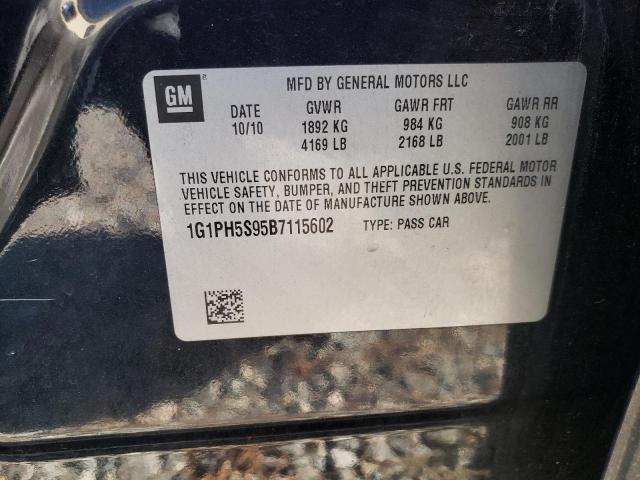 GM
MFD BY GENERAL MOTORS LLC
DATE GVWR GAWR FRT GAWR RR
10/10 1892 KG 984 KG 908 KG
4169 LB 2168 LB 2001 LB
THIS VEHICLE CONFORMS TO ALL APPLICABLE U.S. FEDERAL MOTOR
VEHICLE SAFETY, BUMPER, AND THEFT PREVENTION STANDARDS IN
EFFECT ON THE DATE OF MANUFACTURE SHOWN ABOVE.
1G1PH5S95B7115602 TYPE: PASS CAR